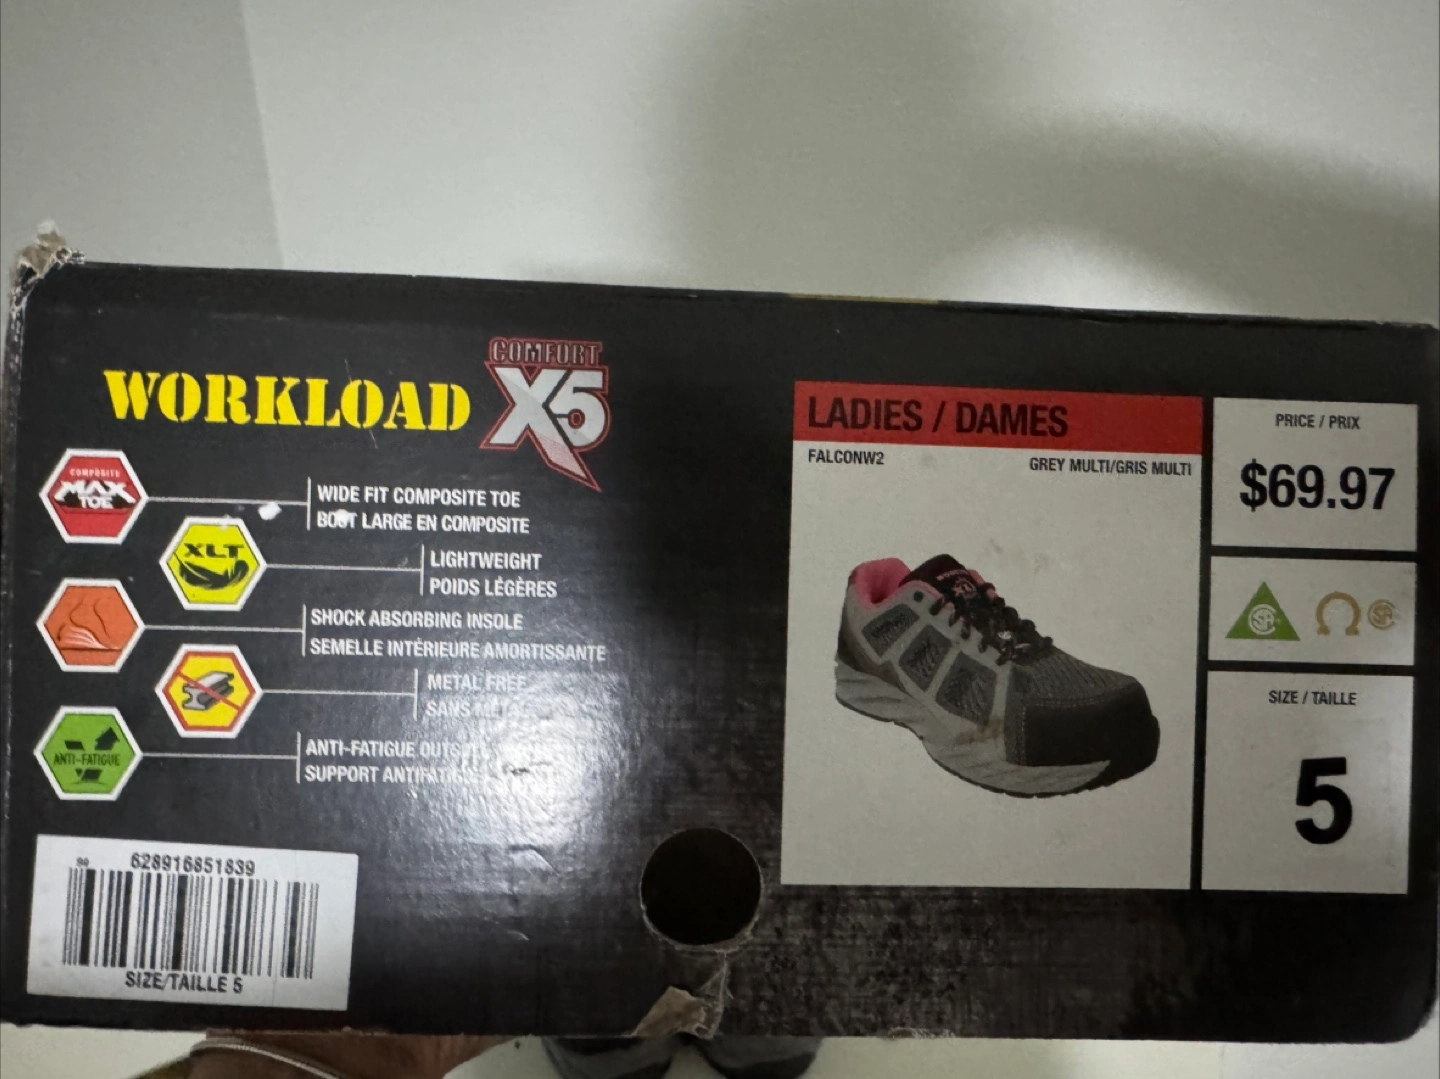 COMFORT
WORKLOAD X5
COMPOSITE
MAX
TOE
WIDE FIT COMPOSITE TOE
BOUT LARGE EN COMPOSITE
XLT
LIGHTWEIGHT
POIDS LÉGÈRES
SHOCK ABSORBING INSOLE
SEMELLE INTÉRIEURE AMORTISSANTE
METAL FREE
SANS
ANTI-FATIGUE
ANTI-FATIGUE
SUPPORT
628916851839
SIZE/TAILLE 5
LADIES / DAMES
FALCONW2
GREY MULTI/GRIS MULTI
PRICE / PRIX
$69.97
SIZE / TAILLE
5